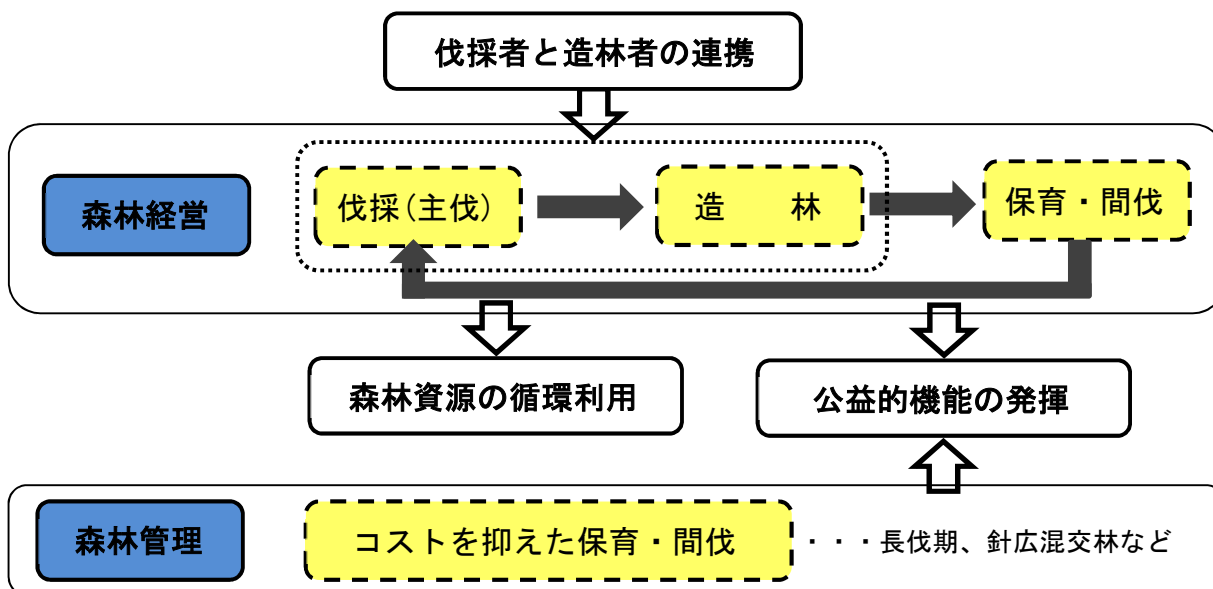 伐採者と造林者の連携
森林経営
伐採(主伐)
造　林
保育・間伐
森林資源の循環利用
公益的機能の発揮
森林管理
コストを抑えた保育・間伐
・・・長伐期、針広混交林など